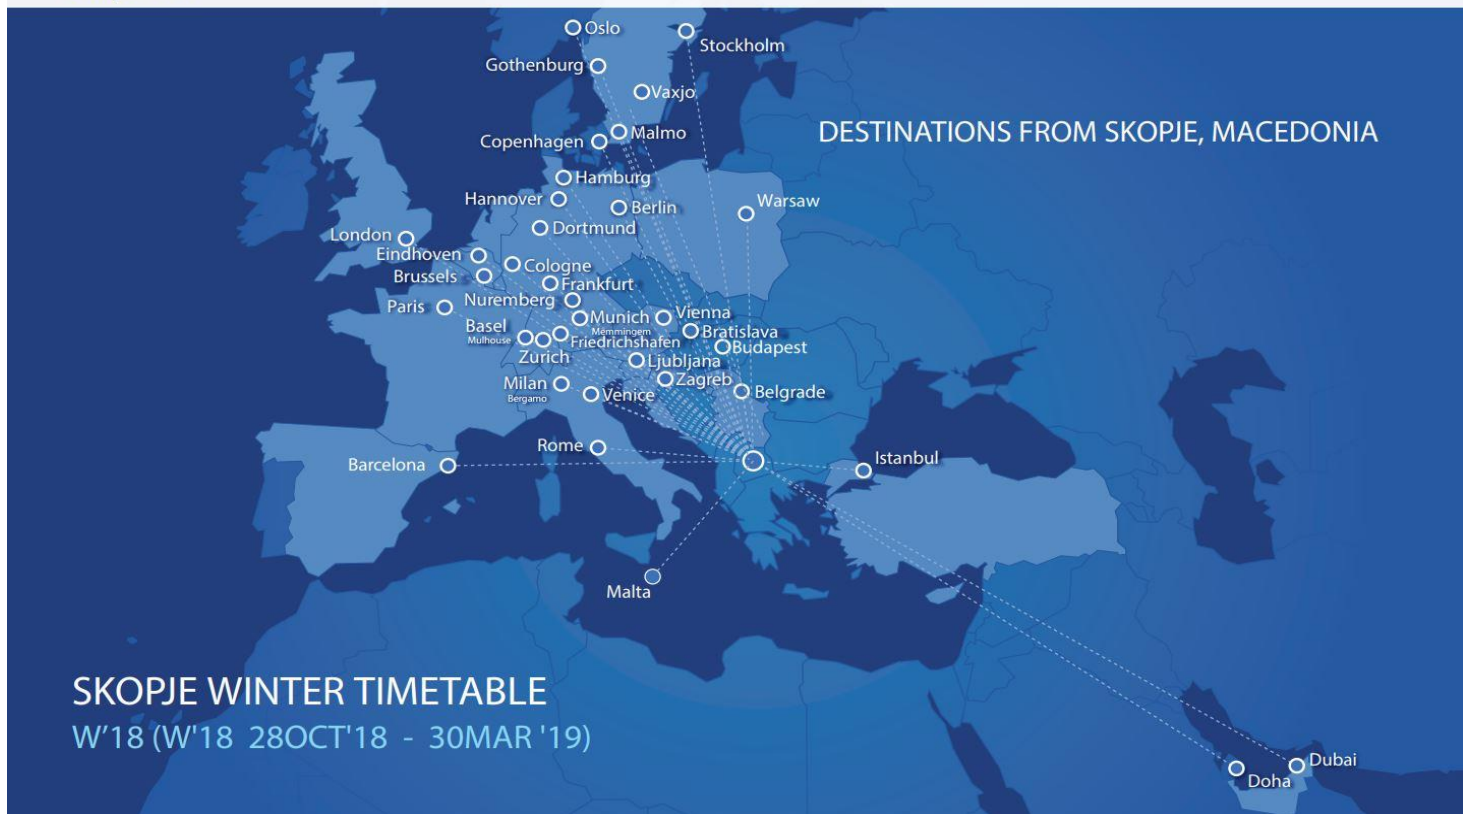 Oslo
Stockholm
Gothenburg
Vaxjo
DESTINATIONS FROM SKOPJE, MACEDONIA
Malmo
Copenhagen
Hamburg
Hannover
Berlin
Warsaw
Dortmund
London
Eindhoven
Cologne
Brussels
Frankfurt
Nuremberg
Paris
Munich
Memmingem
Vienna
Basel
Mulhouse
Bratislava
Friedrichshafen
Budapest
Zurich
Ljubljana
Zagreb
Milan
Bergamo
Venice
Belgrade
Rome
Barcelona
Istanbul
Malta
SKOPJE WINTER TIMETABLE
W'18 (W'18 28OCT'18 - 30MAR '19)
Dubai
Doha